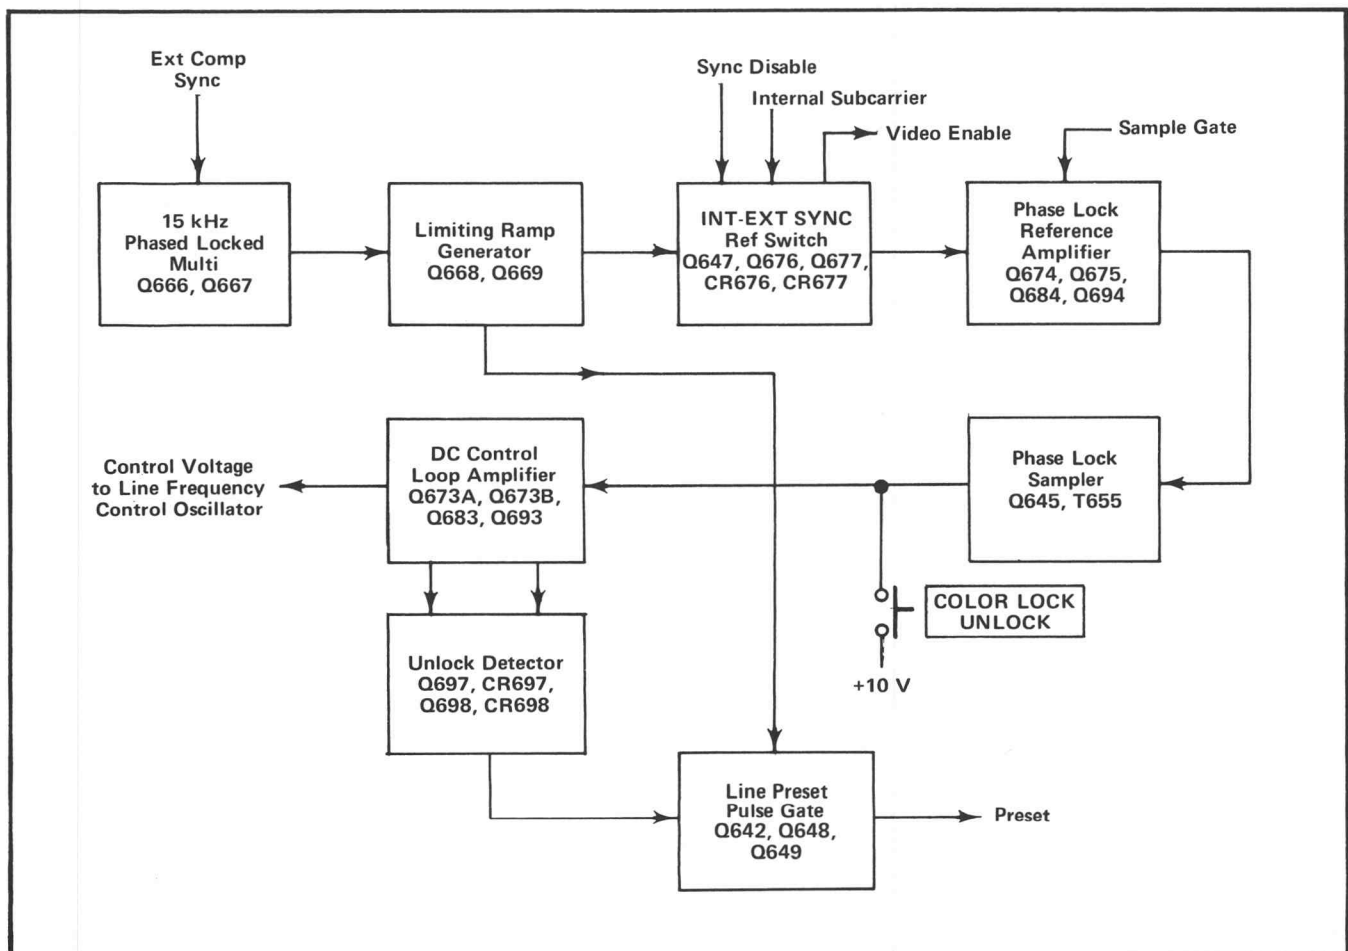 Ext Comp
Sync
Sync Disable
Internal Subcarrier
Video Enable
Sample Gate
15 kHz
Phased Locked
Multi
Q666, Q667
Limiting Ramp
Generator
Q668, Q669
INT-EXT SYNC
Ref Switch
Q647, Q676, Q677,
CR676, CR677
Phase Lock
Reference
Amplifier
Q674, Q675,
Q684, Q694
Control Voltage
to Line Frequency
Control Oscillator
DC Control
Loop Amplifier
Q673A, Q673B,
Q683, Q693
Phase Lock
Sampler
Q645, T655
COLOR LOCK
UNLOCK
+10 V
Unlock Detector
Q697, CR697,
Q698, CR698
Line Preset
Pulse Gate
Q642, Q648,
Q649
Preset